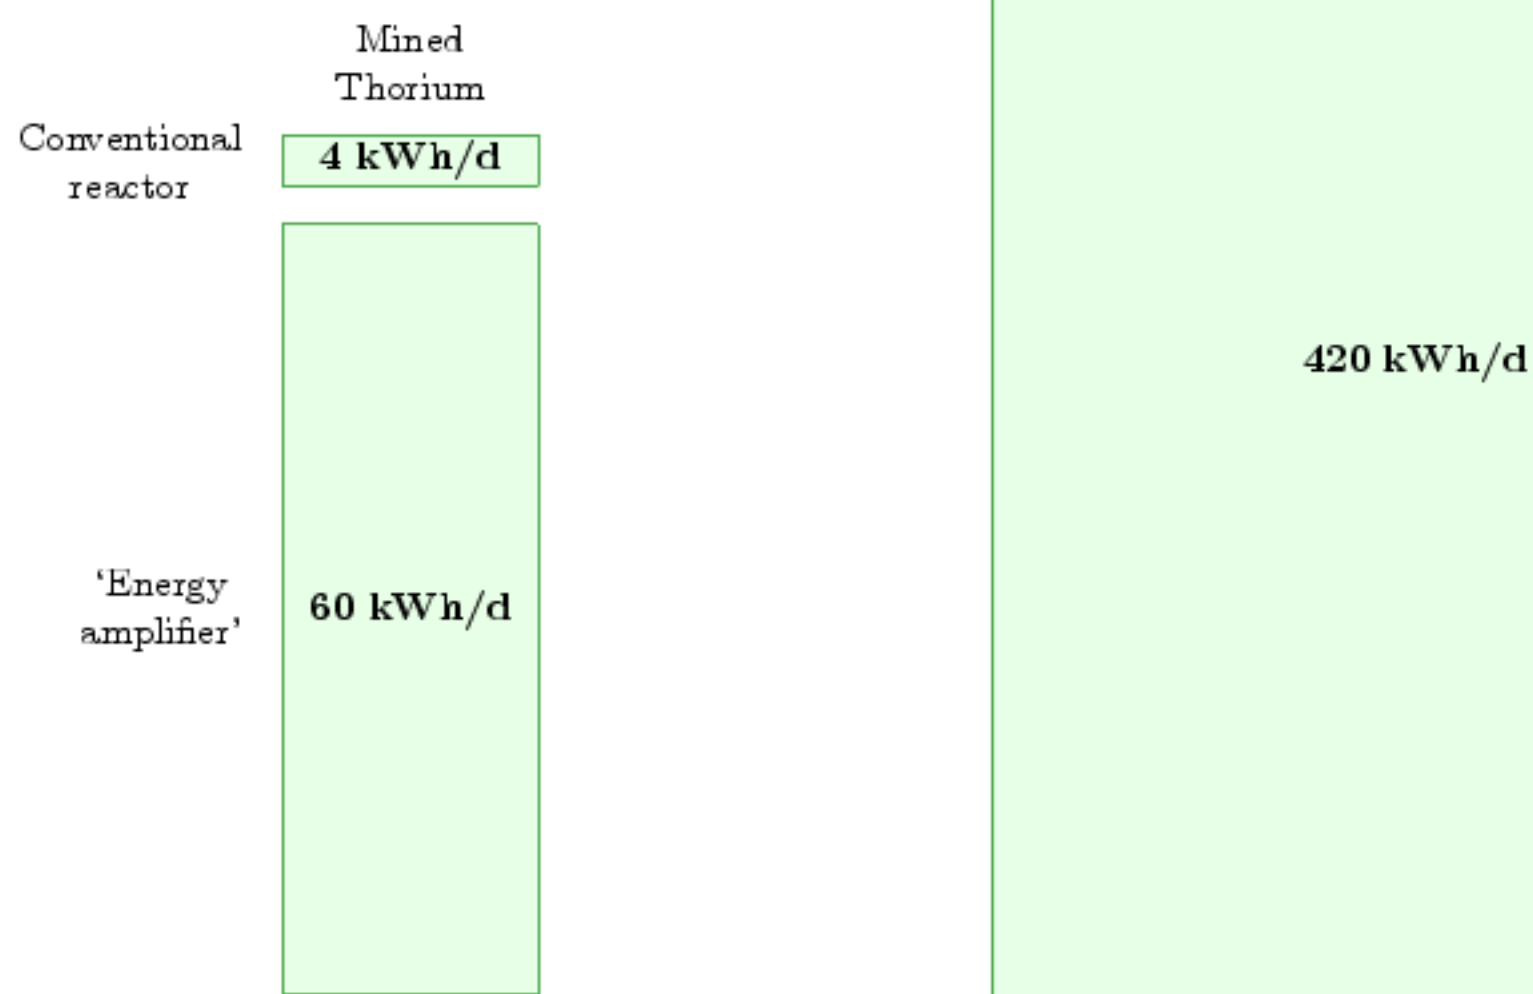 Mined
Thorium
Conventional
reactor
4 kWh/d
420 kWh/d
‘Energy
amplifier’
60 kWh/d